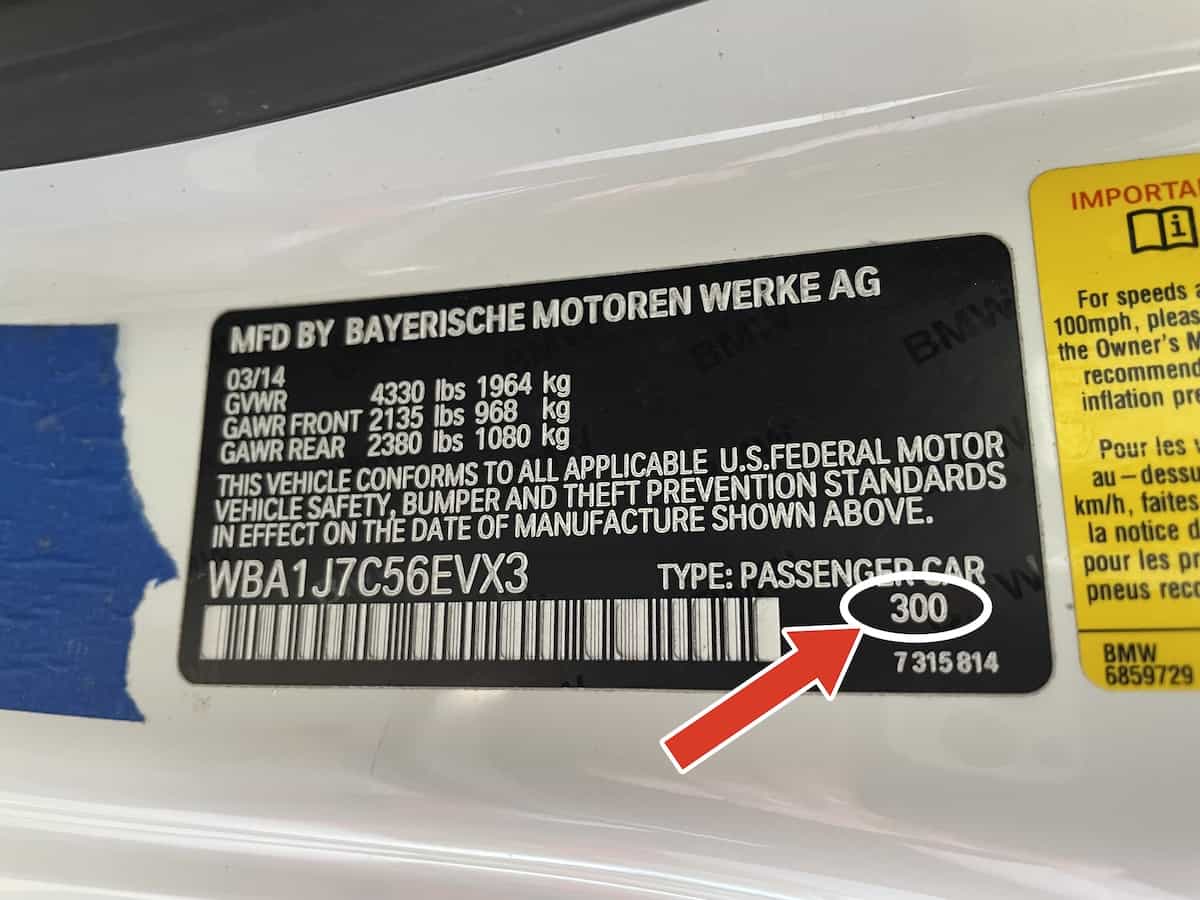 MFD BY BAYERISCHE MOTOREN WERKE AG
03/14
GVWR 4330 lbs 1964 kg
GAWR FRONT 2135 lbs 968 kg
GAWR REAR 2380 lbs 1080 kg
THIS VEHICLE CONFORMS TO ALL APPLICABLE U.S.FEDERAL MOTOR
VEHICLE SAFETY, BUMPER AND THEFT PREVENTION STANDARDS
IN EFFECT ON THE DATE OF MANUFACTURE SHOWN ABOVE.
WBA1J7C56EVX3 TYPE: PASSENGER CAR
300
7 315 814
IMPORTA
For speeds a
100mph, pleas
the Owner's M
recommend
inflation pre
Pour les v
au–dessu
km/h, faites
la notice d
pour les pn
pneus reco
BMW
6859729